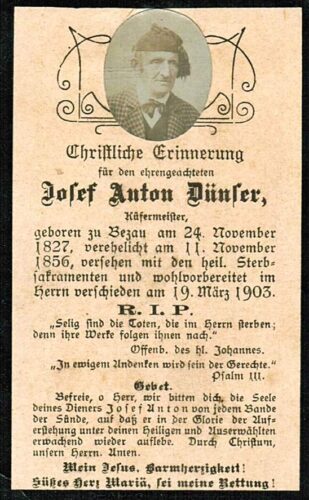 Christliche Erinnerung
für den ehrengeachteten
Josef Anton Dünser,
Küfermeister,
geboren zu Bezau am 24. November
1827, verehelicht am 11. November
1856, versehen mit den heil. Sterb-
sakramenten und wohlvorbereitet im
Herrn verschieden am 19. März 1903.
R. I. P.
„Selig sind die Toten, die im Herrn sterben;
denn ihre Werke folgen ihnen nach."
Offenb. des hl. Johannes.
„In ewigem Andenken wird sein der Gerechte."
Psalm 111.
Gebet.
Befreie, o Herr, wir bitten dich, die Seele
deines Dieners Josef Anton von jedem Bande
der Sünde, auf daß er in der Glorie der Auf-
erstehung unter deinen Heiligen und Auserwählten
erwachend wieder auflebe. Durch Christum,
unsern Herrn. Amen.
Mein Jesus, Barmherzigkeit!
Süßes Herz Mariä, sei meine Rettung!